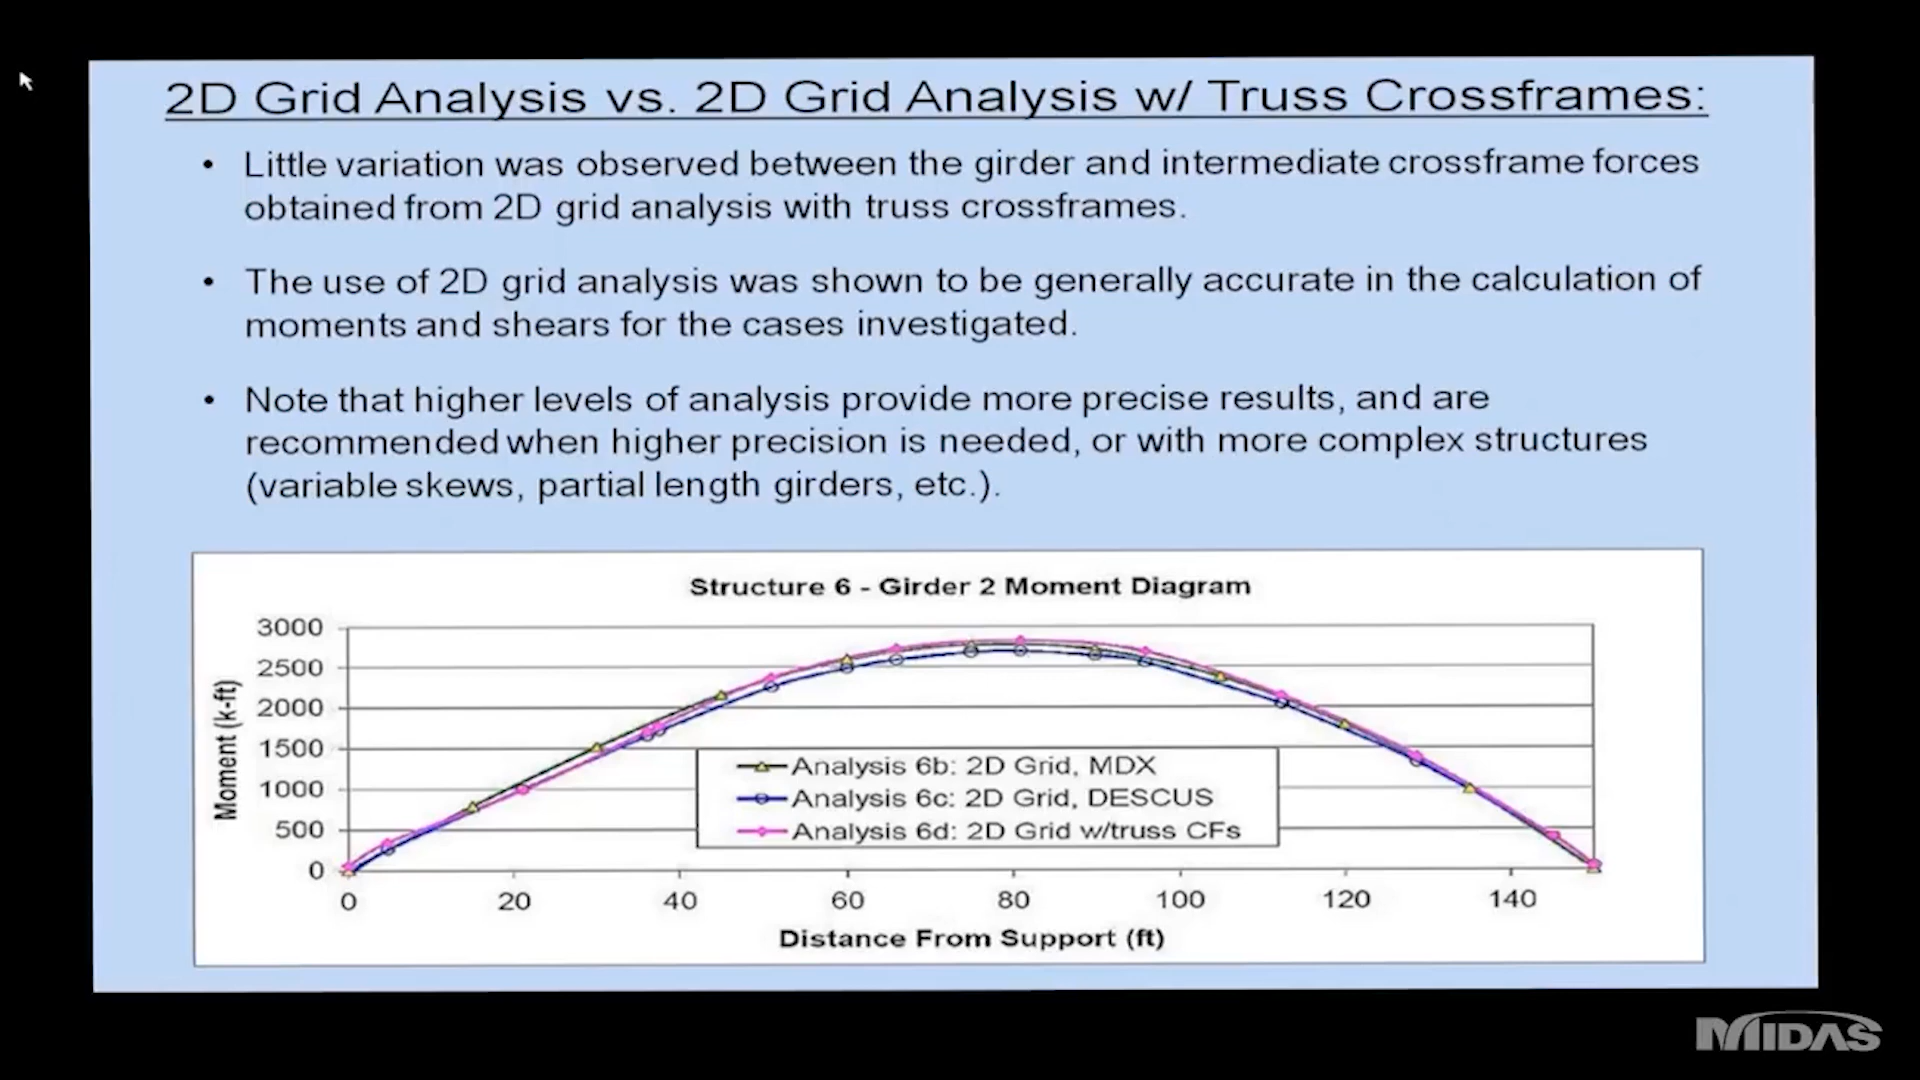 2D Grid Analysis vs. 2D Grid Analysis w/ Truss Crossframes:
• Little variation was observed between the girder and intermediate crossframe forces
obtained from 2D grid analysis with truss crossframes.
• The use of 2D grid analysis was shown to be generally accurate in the calculation of
moments and shears for the cases investigated.
• Note that higher levels of analysis provide more precise results, and are
recommended when higher precision is needed, or with more complex structures
(variable skews, partial length girders, etc.).
Structure 6 - Girder 2 Moment Diagram
Moment (k-ft)
3000
2500
2000
1500
1000
500
0
Analysis 6b: 2D Grid, MDX
Analysis 6c: 2D Grid, DESCUS
Analysis 6d: 2D Grid w/truss CFs
0 20 40 60 80 100 120 140
Distance From Support (ft)
MIDAS